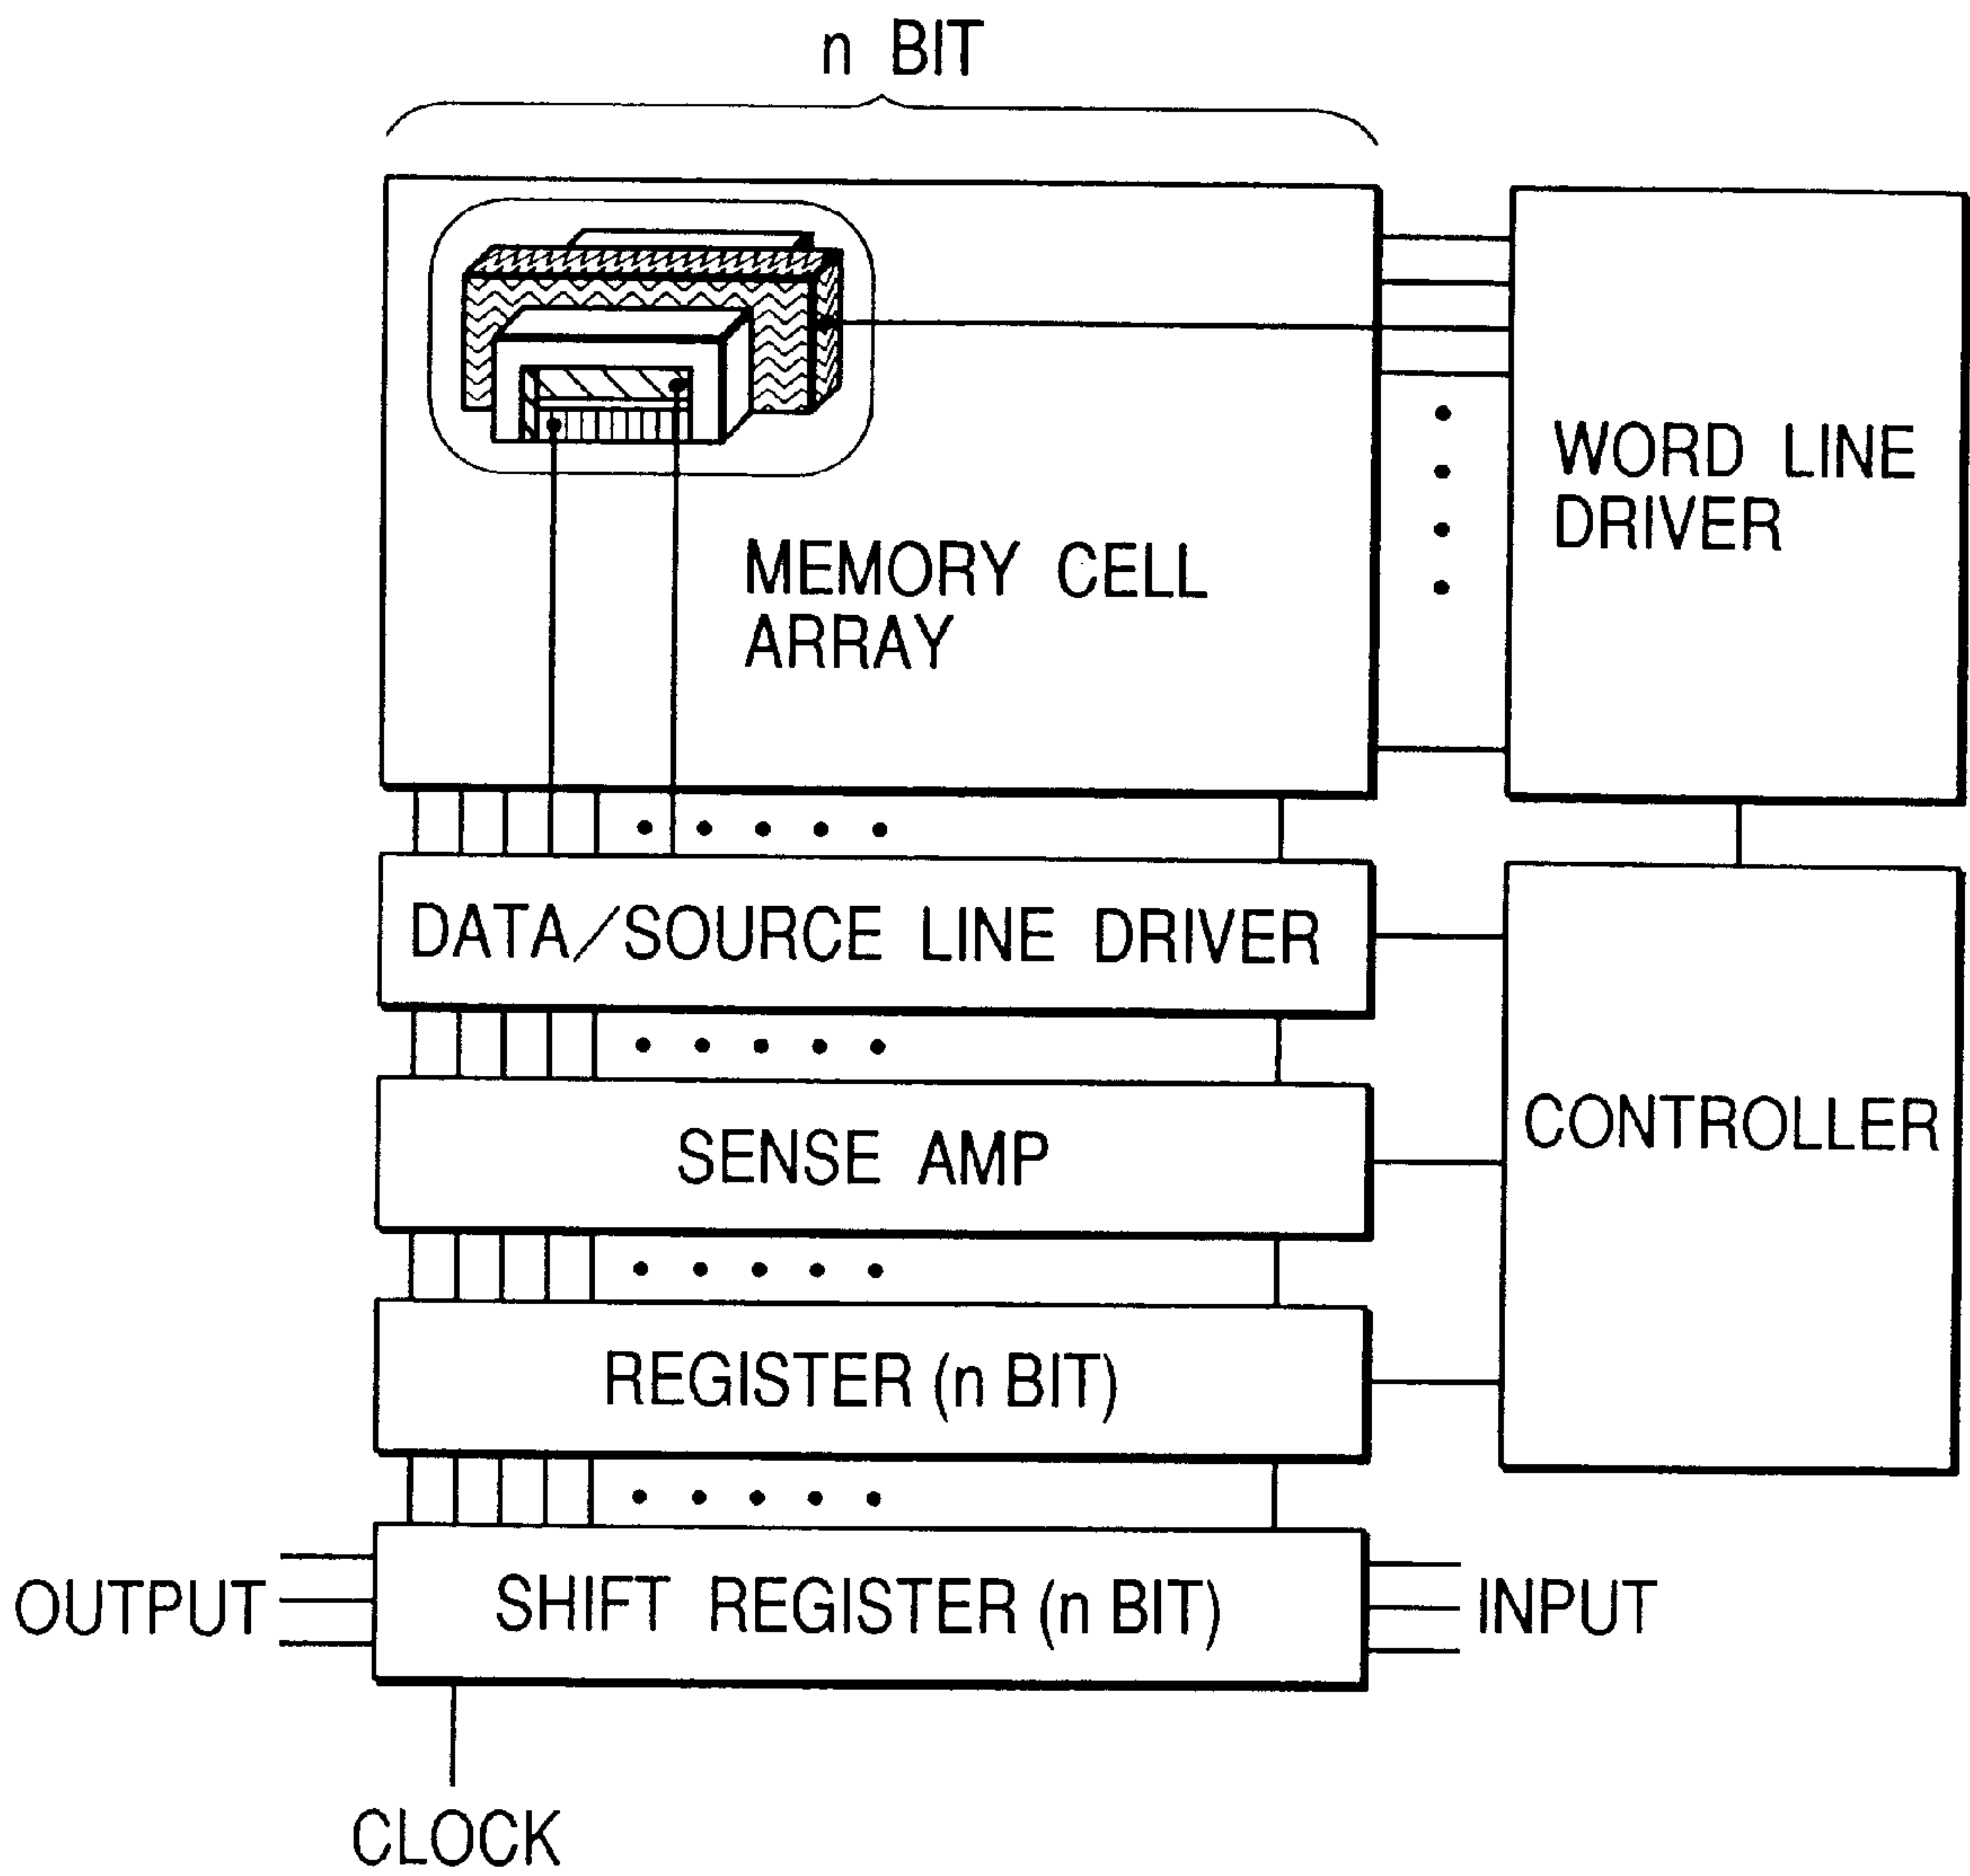 n BIT
WORD LINE
DRIVER
MEMORY CELL
ARRAY
DATA/SOURCE LINE DRIVER
CONTROLLER
SENSE AMP
REGISTER (n BIT)
OUTPUT
SHIFT REGISTER (n BIT)
INPUT
CLOCK